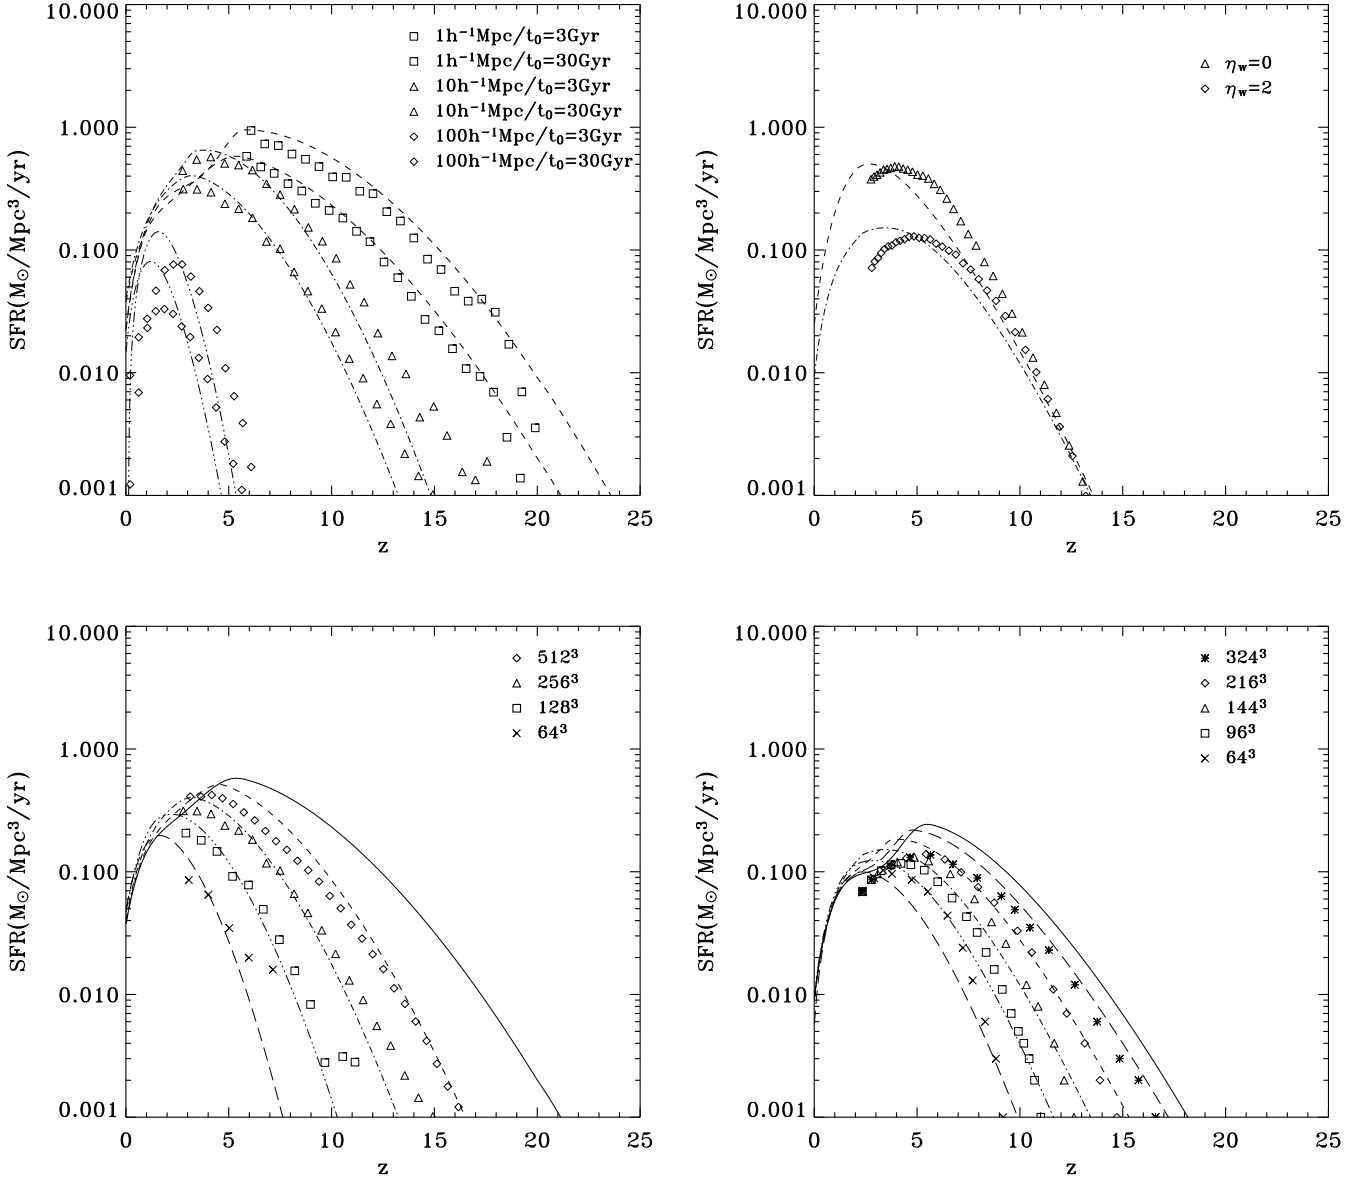 10.000
1.000
0.100
0.010
0.001
SFR(M⊙/Mpc³/yr)
1h⁻¹Mpc/t₀=3Gyr
1h⁻¹Mpc/t₀=30Gyr
10h⁻¹Mpc/t₀=3Gyr
10h⁻¹Mpc/t₀=30Gyr
100h⁻¹Mpc/t₀=3Gyr
100h⁻¹Mpc/t₀=30Gyr
0 5 10 15 20 25
z
10.000
1.000
0.100
0.010
0.001
SFR(M⊙/Mpc³/yr)
η_w=0
η_w=2
0 5 10 15 20 25
z
10.000
1.000
0.100
0.010
0.001
SFR(M⊙/Mpc³/yr)
512³
256³
128³
64³
0 5 10 15 20 25
z
10.000
1.000
0.100
0.010
0.001
SFR(M⊙/Mpc³/yr)
324³
216³
144³
96³
64³
0 5 10 15 20 25
z